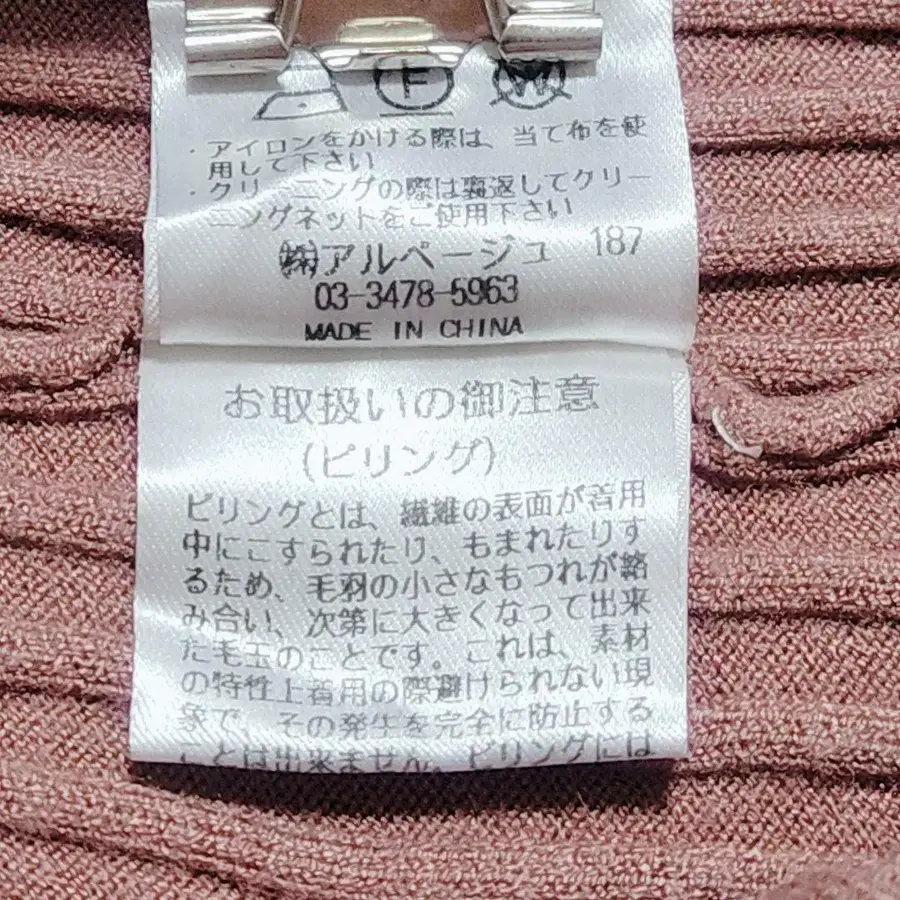 F
W
・アイロンをかける際は、当て布を使
用して下さい
・クリーニングの際は裏返してクリー
ニングネットをご使用下さい
㈱アルページュ 187
03-3478-5963
MADE IN CHINA
お取扱いの御注意
(ピリング)
ピリングとは、繊維の表面が着用
中にこすられたり、もまれたりす
るため、毛羽の小さなもつれが絡
み合い、次第に大きくなって出来
た毛玉のことです。これは、素材
の特性上着用の際避けられない現
象で、その発生を完全に防止する
ことは出来ません。ピリングには